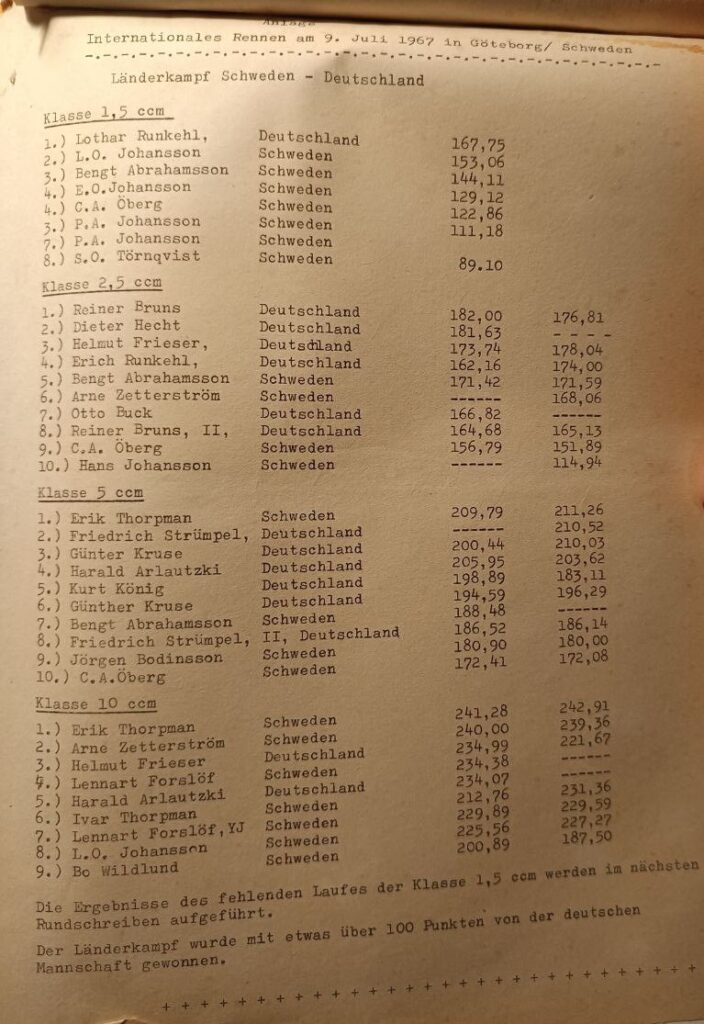 Anlage
Internationales Rennen am 9. Juli 1967 in Göteborg/ Schweden
Länderkampf Schweden - Deutschland
Klasse 1,5 ccm
1.) Lothar Runkehl, Deutschland 167,75
2.) L.O. Johansson Schweden 153,06
3.) Bengt Abrahamsson Schweden 144,11
4.) E.O.Johansson Schweden 129,12
4.) C.A. Öberg Schweden 122,86
3.) P.A. Johansson Schweden 111,18
7.) P.A. Johansson Schweden
8.) S.O. Törnqvist Schweden 89.10
Klasse 2,5 ccm
1.) Reiner Bruns Deutschland 182,00 176,81
2.) Dieter Hecht Deutschland 181,63 - - - -
3.) Helmut Frieser, Deutschland 173,74 178,04
4.) Erich Runkehl, Deutschland 162,16 174,00
5.) Bengt Abrahamsson Schweden 171,42 171,59
6.) Arne Zetterström Schweden ------ 168,06
7.) Otto Buck Deutschland 166,82 ------
8.) Reiner Bruns, II, Deutschland 164,68 165,13
9.) C.A. Öberg Schweden 156,79 151,89
10.) Hans Johansson Schweden ------ 114,94
Klasse 5 ccm
1.) Erik Thorpman Schweden 209,79 211,26
2.) Friedrich Strümpel, Deutschland ------ 210,52
3.) Günter Kruse Deutschland 200,44 210,03
4.) Harald Arlautzki Deutschland 205,95 203,62
5.) Kurt König Deutschland 198,89 183,11
6.) Günther Kruse Deutschland 194,59 196,29
7.) Bengt Abrahamsson Schweden 188,48 ------
8.) Friedrich Strümpel, II, Deutschland 186,52 186,14
9.) Jörgen Bodinsson Schweden 180,90 180,00
10.) C.A.Öberg Schweden 172,41 172,08
Klasse 10 ccm
1.) Erik Thorpman Schweden 241,28 242,91
2.) Arne Zetterström Schweden 240,00 239,36
3.) Helmut Frieser Deutschland 234,99 221,67
4.) Lennart Forslöf Schweden 234,38 ------
5.) Harald Arlautzki Deutschland 234,07 ------
6.) Ivar Thorpman Schweden 212,76 231,36
7.) Lennart Forslöf,YJ Schweden 229,89 229,59
8.) L.O. Johansson Schweden 225,56 227,27
9.) Bo Wildlund Schweden 200,89 187,50
Die Ergebnisse des fehlenden Laufes der Klasse 1,5 ccm werden im nächsten
Rundschreiben aufgeführt.
Der Länderkampf wurde mit etwas über 100 Punkten von der deutschen
Mannschaft gewonnen.